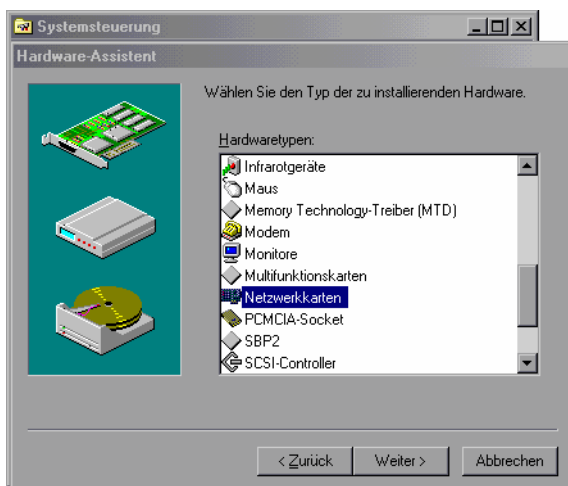 Systemsteuerung
Hardware-Assistent
Wählen Sie den Typ der zu installierenden Hardware.
Hardwaretypen:
Infrarotgeräte
Maus
Memory Technology-Treiber (MTD)
Modem
Monitore
Multifunktionskarten
Netzwerkkarten
PCMCIA-Socket
SBP2
SCSI-Controller
< Zurück Weiter > Abbrechen